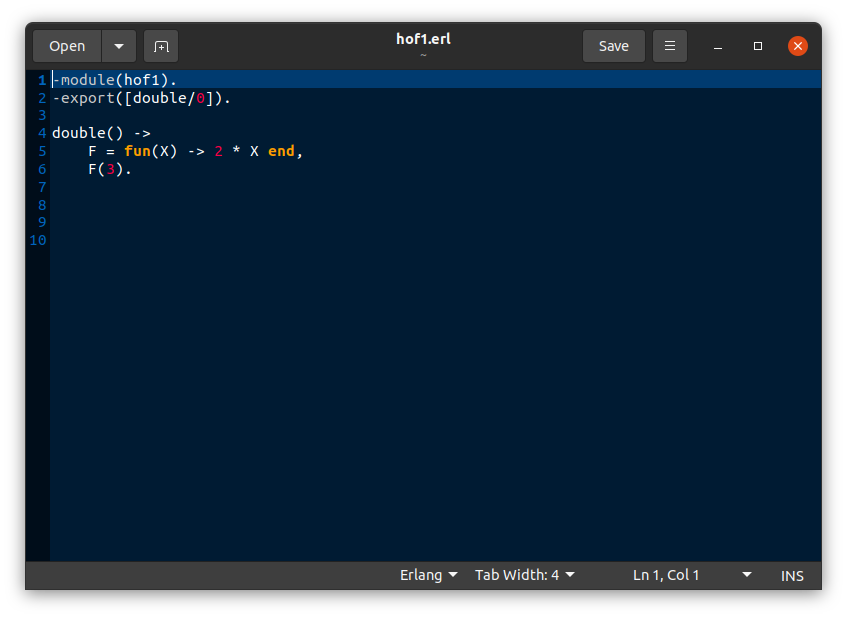 Open
hof1.erl
~
Save
1 -module(hof1).
2 -export([double/0]).
3
4 double() ->
5     F = fun(X) -> 2 * X end,
6     F(3).
7
8
9
10
Erlang Tab Width: 4 Ln 1, Col 1 INS